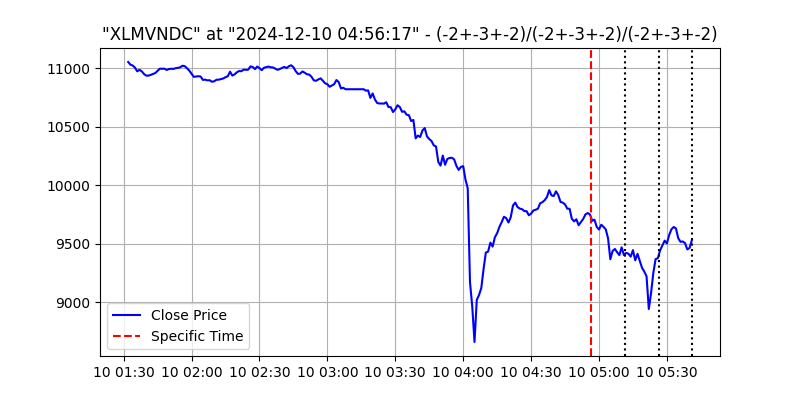 "XLMVNDC" at "2024-12-10 04:56:17" - (-2+-3+-2)/(-2+-3+-2)/(-2+-3+-2)
11000
10500
10000
9500
9000
Close Price
Specific Time
10 01:30 10 02:00 10 02:30 10 03:00 10 03:30 10 04:00 10 04:30 10 05:00 10 05:30